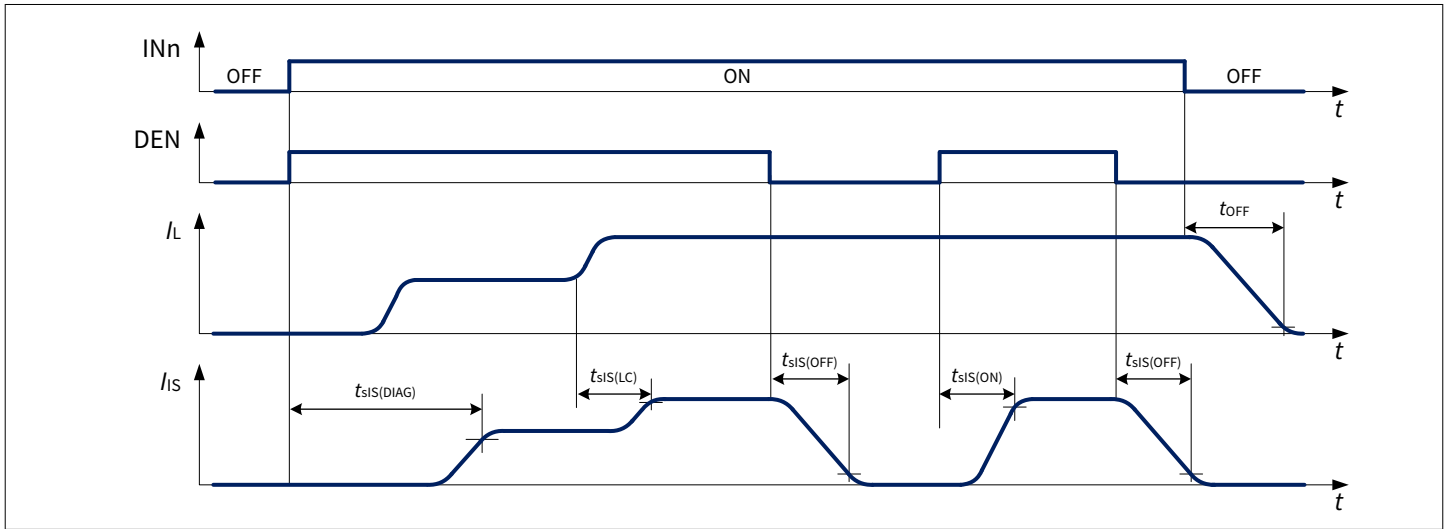 INn
OFF
ON
OFF
t
DEN
t
IL
tOFF
t
IIS
tsIS(DIAG)
tsIS(LC)
tsIS(OFF)
tsIS(ON)
tsIS(OFF)
t